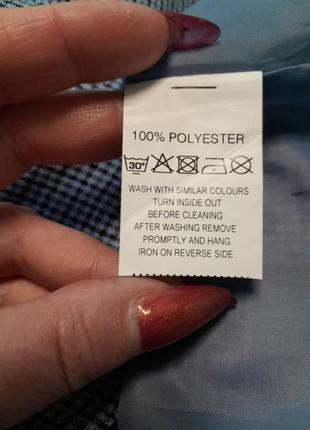 100% POLYESTER
30°
WASH WITH SIMILAR COLOURS
TURN INSIDE OUT
BEFORE CLEANING
AFTER WASHING REMOVE
PROMPTLY AND HANG
IRON ON REVERSE SIDE